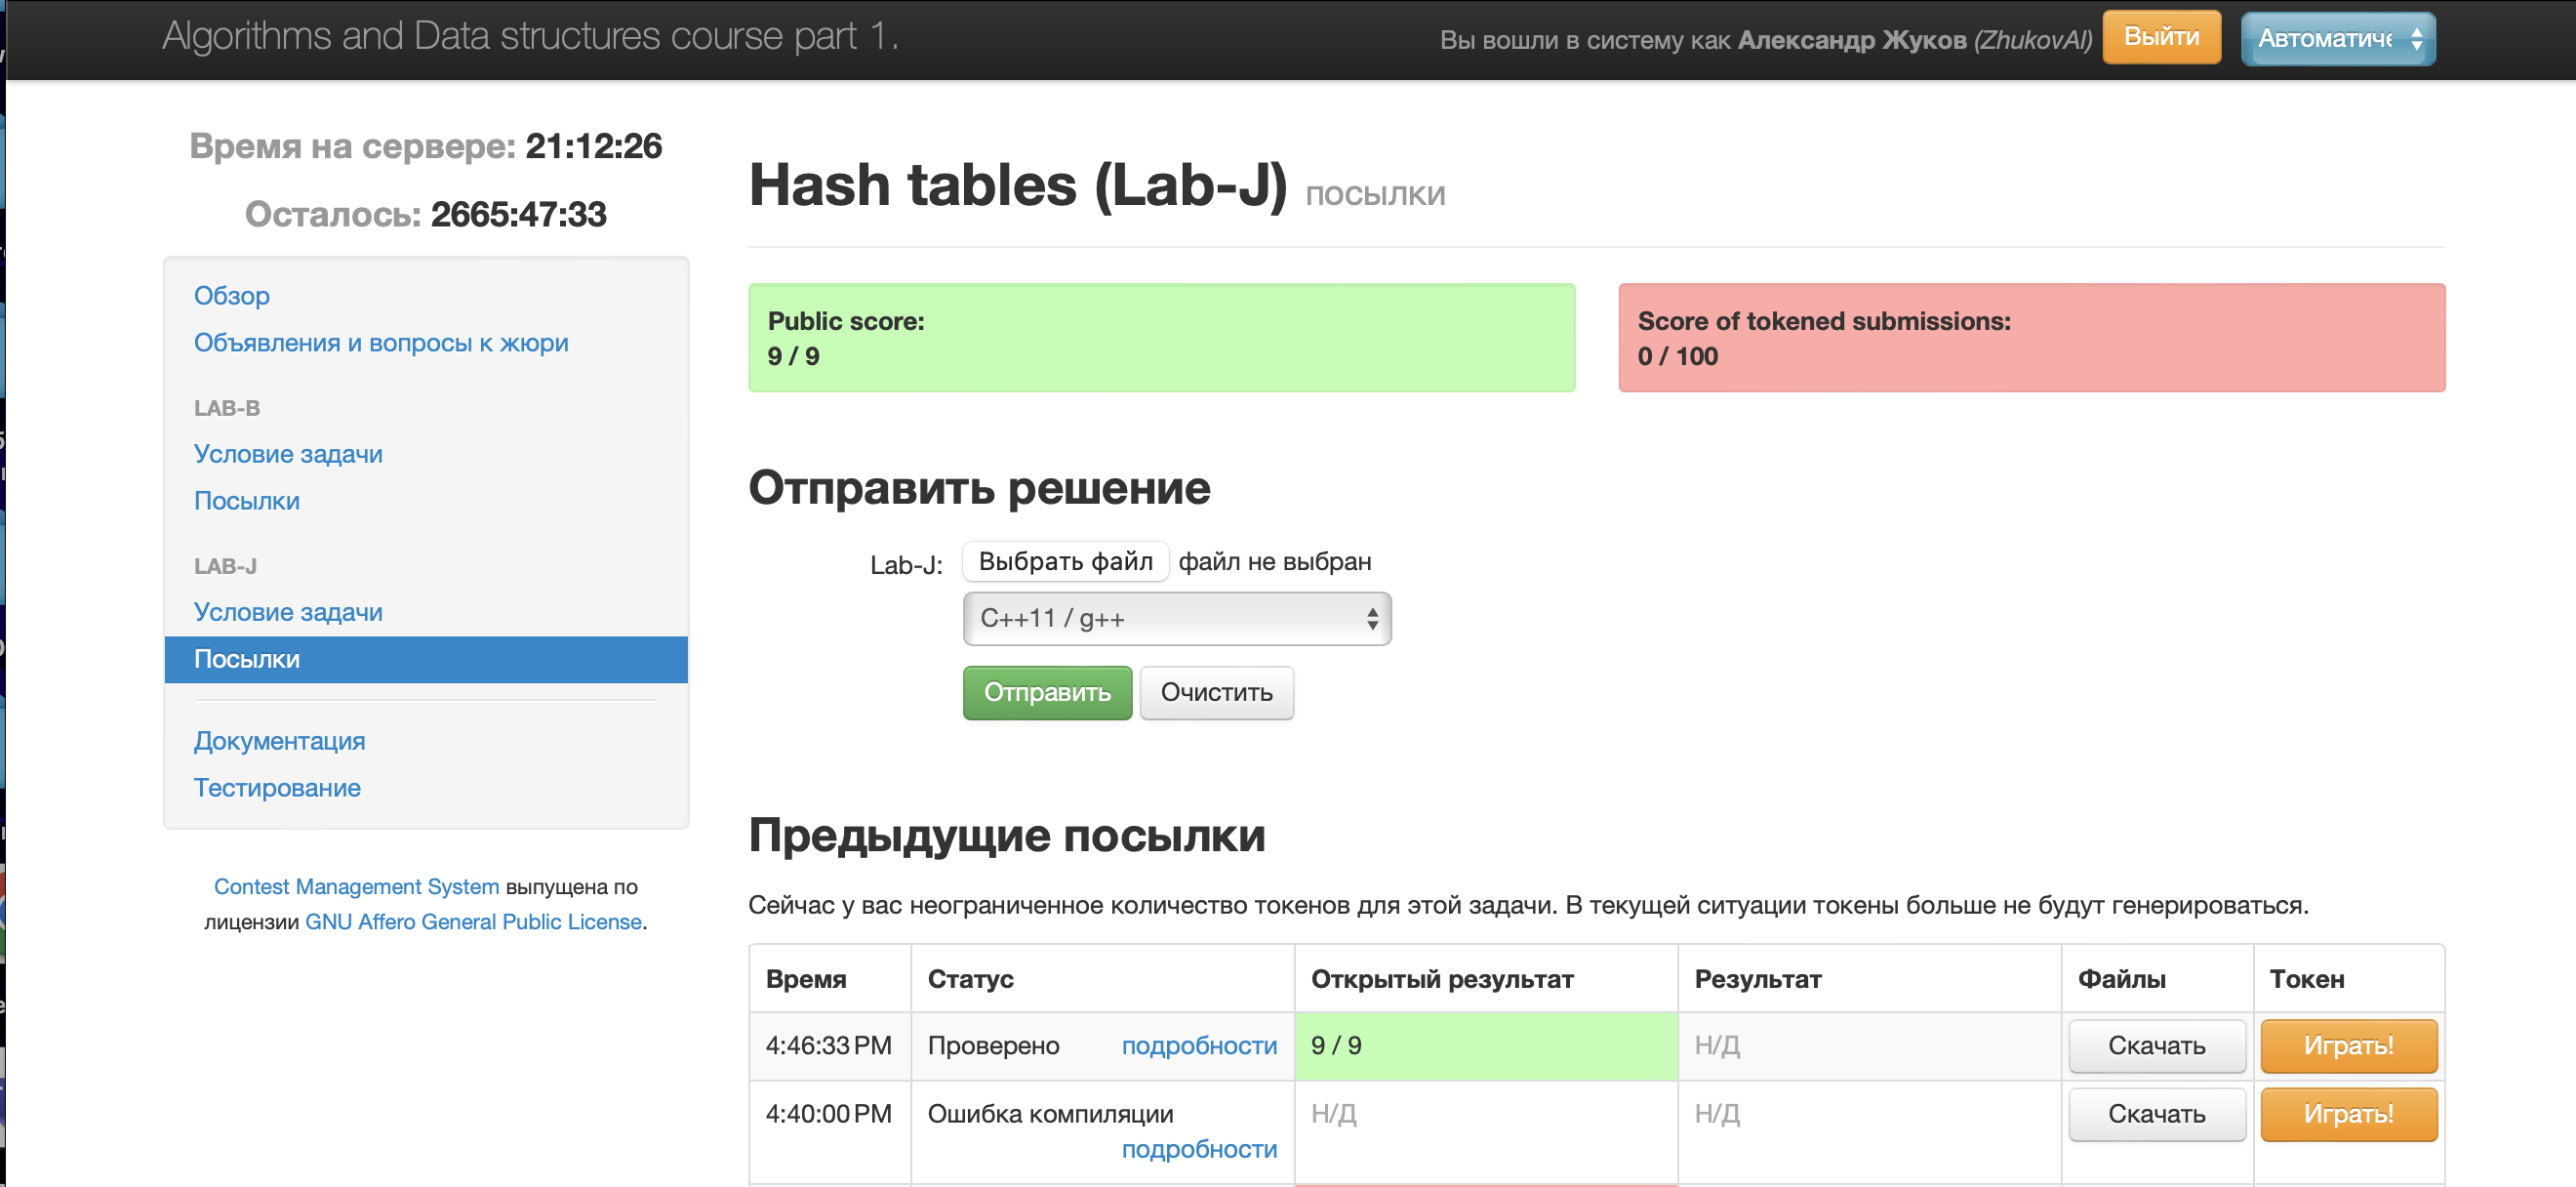 Algorithms and Data structures course part 1.
Вы вошли в систему как Александр Жуков (ZhukovAI)
Выйти
Автоматиче
Время на сервере: 21:12:26
Осталось: 2665:47:33
Обзор
Объявления и вопросы к жюри
LAB-B
Условие задачи
Посылки
LAB-J
Условие задачи
Посылки
Документация
Тестирование
Contest Management System выпущена по
лицензии GNU Affero General Public License.
Hash tables (Lab-J) посылки
Public score:
9 / 9
Score of tokened submissions:
0 / 100
Отправить решение
Lab-J: Выбрать файл файл не выбран
C++11 / g++
Отправить Очистить
Предыдущие посылки
Сейчас у вас неограниченное количество токенов для этой задачи. В текущей ситуации токены больше не будут генерироваться.
Время Статус Открытый результат Результат Файлы Токен
4:46:33 PM Проверено подробности 9 / 9 Н/Д Скачать Играть!
4:40:00 PM Ошибка компиляции Н/Д Н/Д Скачать Играть!
подробности